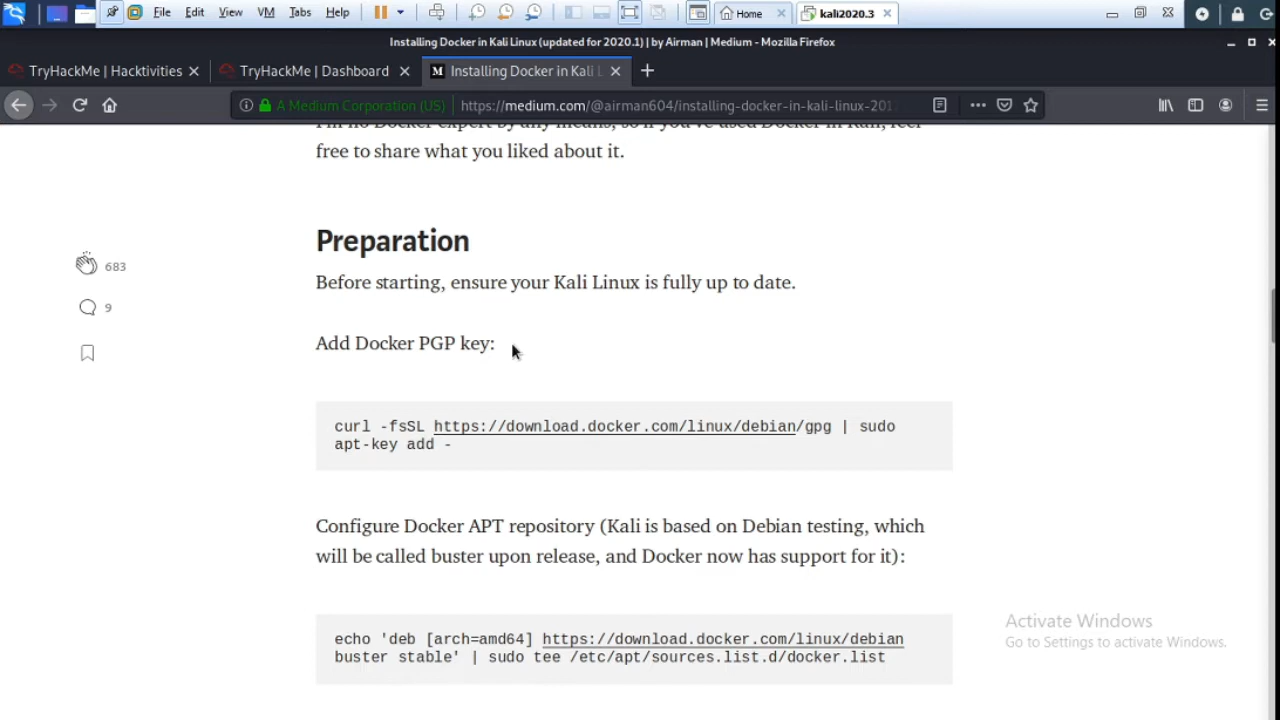 File Edit View VM Tabs Help Home kali2020.3
Installing Docker in Kali Linux (updated for 2020.1) | by Airman | Medium - Mozilla Firefox
TryHackMe | Hacktivities TryHackMe | Dashboard Installing Docker in Kali L
A Medium Corporation (US) https://medium.com/@airman604/installing-docker-in-kali-linux-201
free to share what you liked about it.
Preparation
Before starting, ensure your Kali Linux is fully up to date.
683
9
Add Docker PGP key:
curl -fsSL https://download.docker.com/linux/debian/gpg | sudo
apt-key add -
Configure Docker APT repository (Kali is based on Debian testing, which
will be called buster upon release, and Docker now has support for it):
echo 'deb [arch=amd64] https://download.docker.com/linux/debian
buster stable' | sudo tee /etc/apt/sources.list.d/docker.list
Activate Windows
Go to Settings to activate Windows.